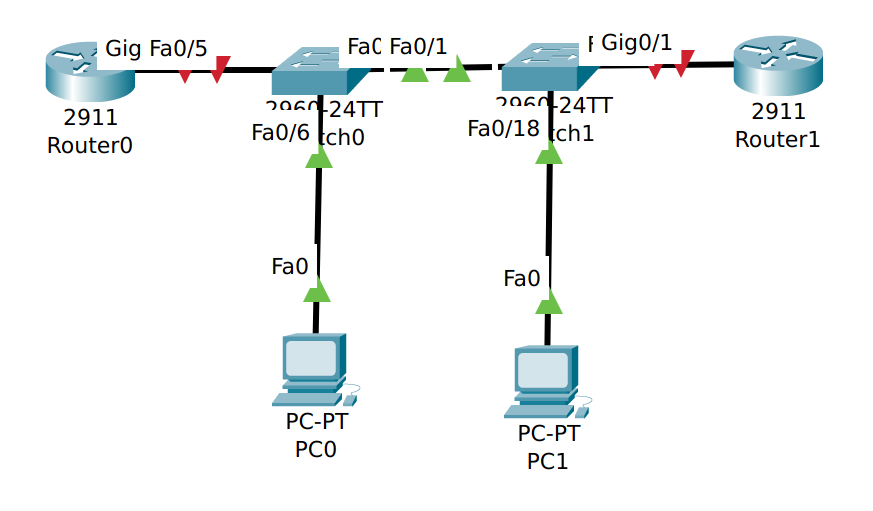 Gig Fa0/5
Fa0/1
Gig0/1
2911
Router0
2960-24TT
Fa0/6
tch0
2960-24TT
Fa0/18
tch1
2911
Router1
Fa0
Fa0
PC-PT
PC0
PC-PT
PC1